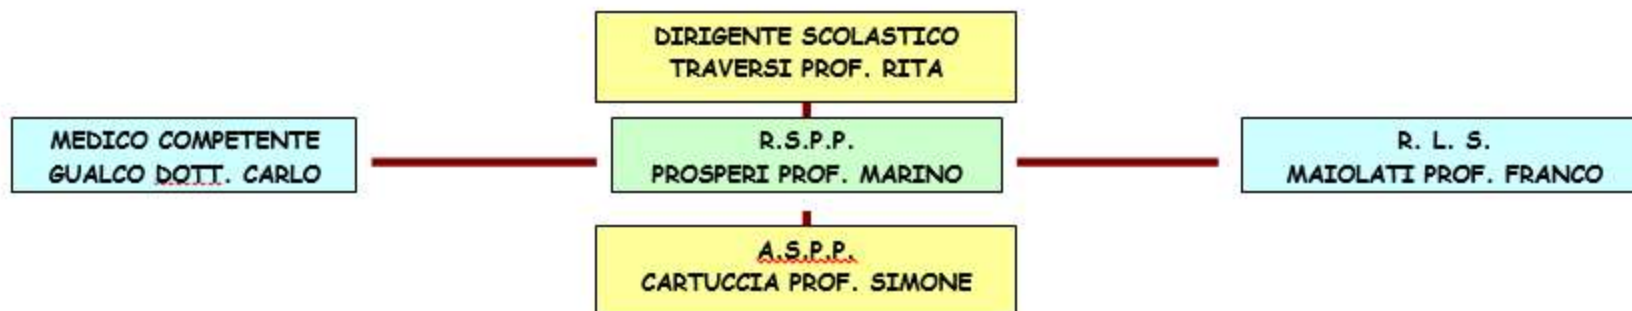 DIRIGENTE SCOLASTICO
TRAVERSI PROF. RITA
MEDICO COMPETENTE
GUALCO DOTT. CARLO
R.S.P.P.
PROSPERI PROF. MARINO
R. L. S.
MAIOLATI PROF. FRANCO
A.S.P.P.
CARTUCCIA PROF. SIMONE